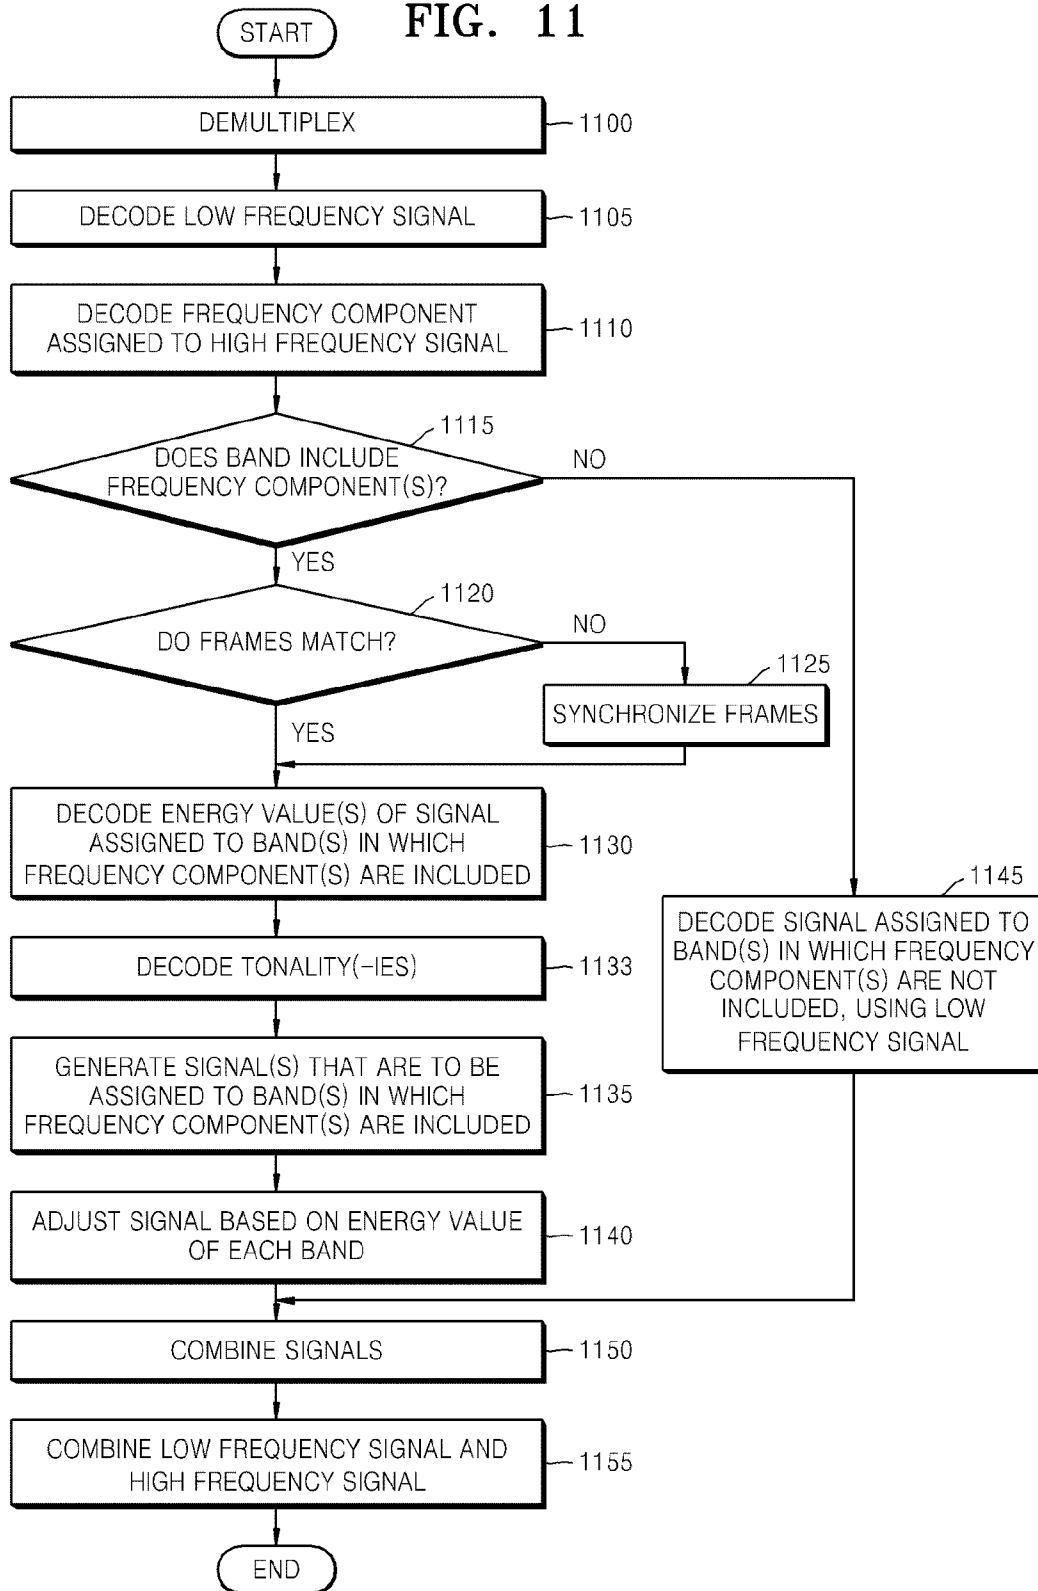 FIG. 11
START
DEMULTIPLEX
1100
DECODE LOW FREQUENCY SIGNAL
1105
DECODE FREQUENCY COMPONENT
ASSIGNED TO HIGH FREQUENCY SIGNAL
1110
1115
DOES BAND INCLUDE
FREQUENCY COMPONENT(S)?
NO
YES
1120
DO FRAMES MATCH?
NO
1125
SYNCHRONIZE FRAMES
YES
DECODE ENERGY VALUE(S) OF SIGNAL
ASSIGNED TO BAND(S) IN WHICH
FREQUENCY COMPONENT(S) ARE INCLUDED
1130
1145
DECODE SIGNAL ASSIGNED TO
BAND(S) IN WHICH FREQUENCY
COMPONENT(S) ARE NOT
INCLUDED, USING LOW
FREQUENCY SIGNAL
DECODE TONALITY(-IES)
1133
GENERATE SIGNAL(S) THAT ARE TO BE
ASSIGNED TO BAND(S) IN WHICH
FREQUENCY COMPONENT(S) ARE INCLUDED
1135
ADJUST SIGNAL BASED ON ENERGY VALUE
OF EACH BAND
1140
COMBINE SIGNALS
1150
COMBINE LOW FREQUENCY SIGNAL AND
HIGH FREQUENCY SIGNAL
1155
END